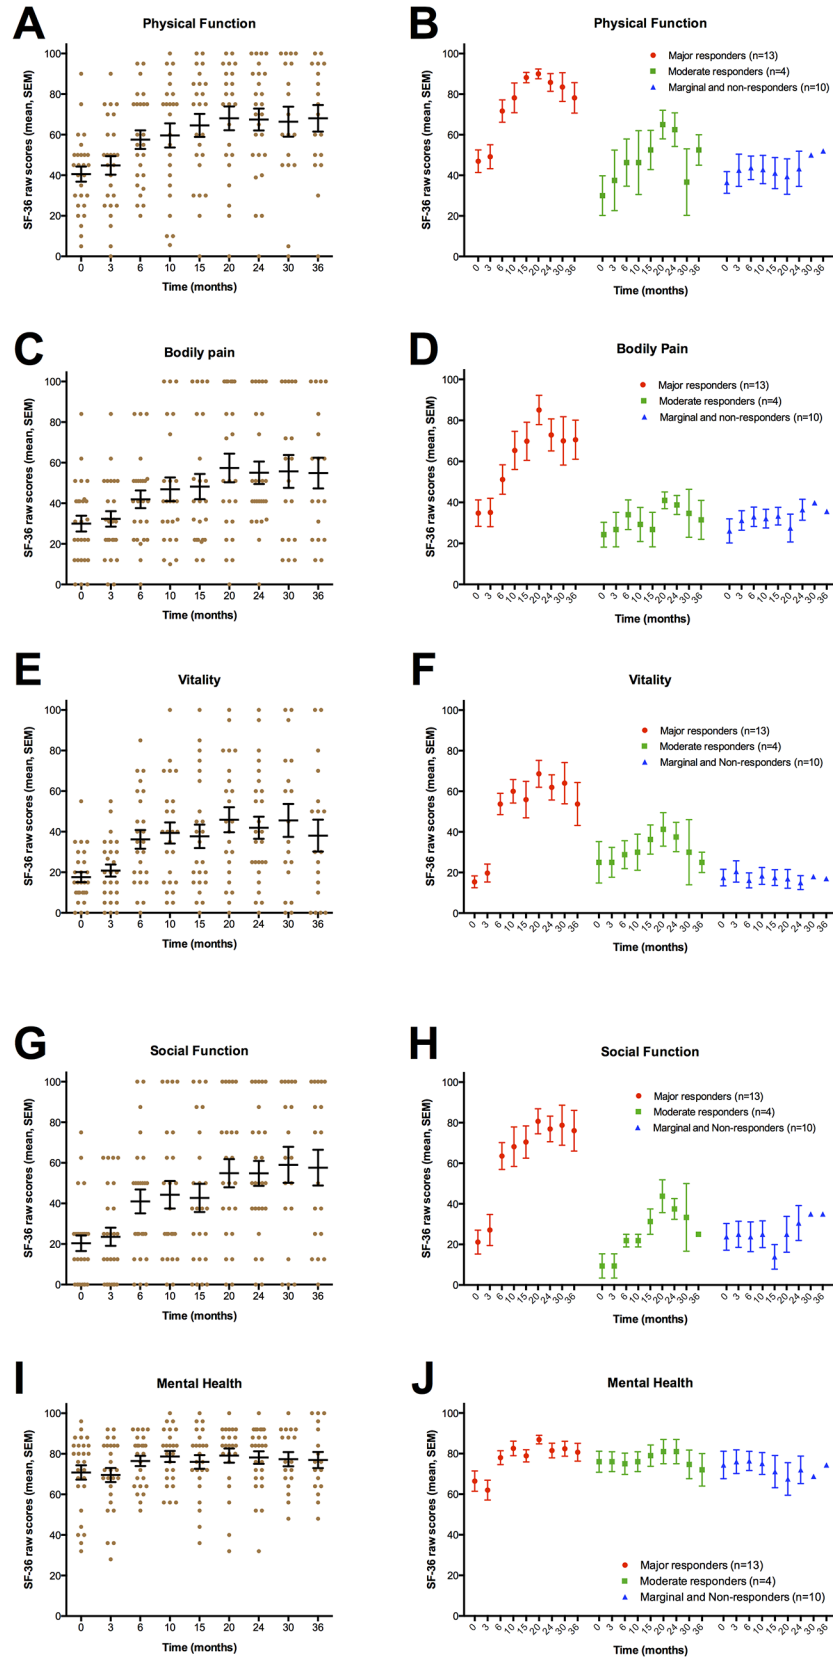 A
Physical Function
SF-36 raw scores (mean, SEM)
100
80
60
40
20
0
0 3 6 10 15 20 24 30 36
Time (months)
B
Physical Function
SF-36 raw scores (mean, SEM)
100
80
60
40
20
0
Major responders (n=13)
Moderate responders (n=4)
Marginal and non-responders (n=10)
0 3 6 10 15 20 24 30 36 0 3 6 10 15 20 24 30 36 0 3 6 10 15 20 24 30 36
Time (months)
C
Bodily pain
SF-36 raw scores (mean, SEM)
100
80
60
40
20
0
0 3 6 10 15 20 24 30 36
Time (months)
D
Bodily Pain
SF-36 raw scores (mean, SEM)
100
80
60
40
20
0
Major responders (n=13)
Moderate responders (n=4)
Marginal and non-responders (n=10)
0 3 6 10 15 20 24 30 36 0 3 6 10 15 20 24 30 36 0 3 6 10 15 20 24 30 36
Time (months)
E
Vitality
SF-36 raw scores (mean, SEM)
100
80
60
40
20
0
0 3 6 10 15 20 24 30 36
Time (months)
F
Vitality
SF-36 raw scores (mean, SEM)
100
80
60
40
20
0
Major responders (n=13)
Moderate responders (n=4)
Marginal and Non-responders (n=10)
0 3 6 10 15 20 24 30 36 0 3 6 10 15 20 24 30 36 0 3 6 10 15 20 24 30 36
Time (months)
G
Social Function
SF-36 raw scores (mean, SEM)
100
80
60
40
20
0
0 3 6 10 15 20 24 30 36
Time (months)
H
Social Function
SF-36 raw scores (mean, SEM)
100
80
60
40
20
0
Major responders (n=13)
Moderate responders (n=4)
Marginal and Non-responders (n=10)
0 3 6 10 15 20 24 30 36 0 3 6 10 15 20 24 30 36 0 3 6 10 15 20 24 30 36
Time (months)
I
Mental Health
SF-36 raw scores (mean, SEM)
100
80
60
40
20
0
0 3 6 10 15 20 24 30 36
Time (months)
J
Mental Health
SF-36 raw scores (mean, SEM)
100
80
60
40
20
0
Major responders (n=13)
Moderate responders (n=4)
Marginal and Non-responders (n=10)
0 3 6 10 15 20 24 30 36 0 3 6 10 15 20 24 30 36 0 3 6 10 15 20 24 30 36
Time (months)